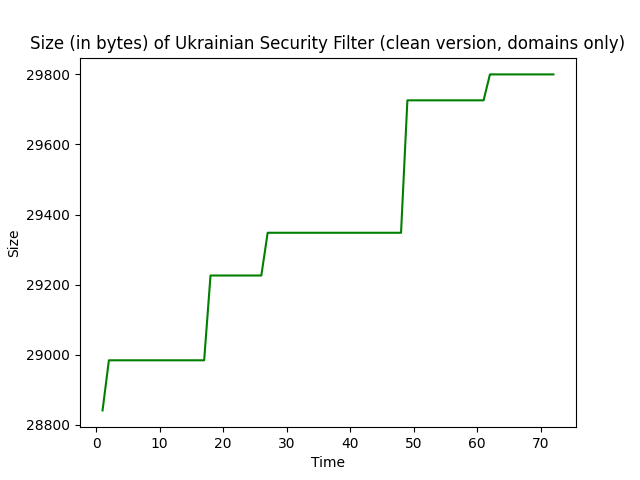 Size (in bytes) of Ukrainian Security Filter (clean version, domains only)
29800
29600
29400
29200
29000
28800
Size
0 10 20 30 40 50 60 70
Time